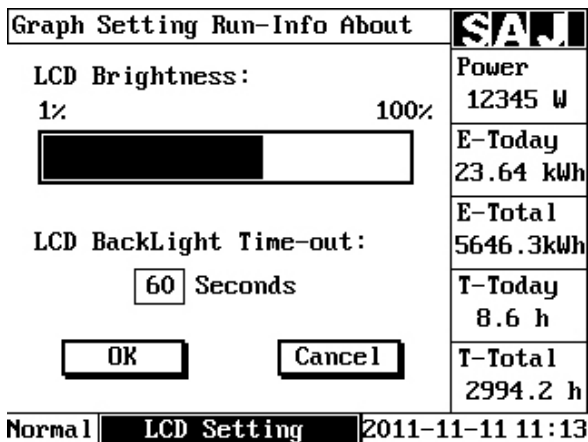 Graph Setting Run-Info About
SAJ
LCD Brightness:
1% 100%
LCD BackLight Time-out:
60 Seconds
OK Cancel
Power
12345 W
E-Today
23.64 kWh
E-Total
5646.3kWh
T-Today
8.6 h
T-Total
2994.2 h
Normal LCD Setting 2011-11-11 11:13